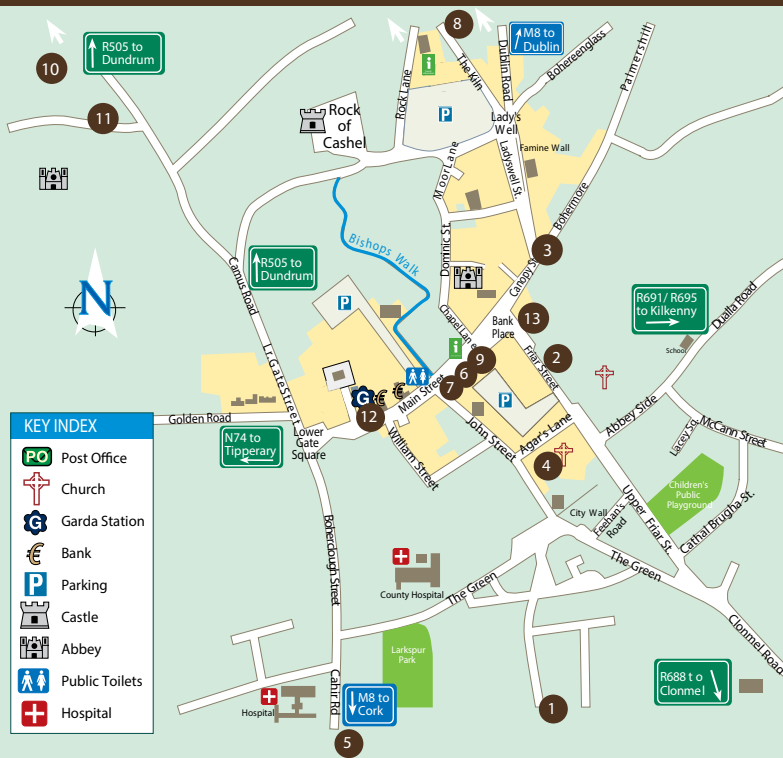 8
M8 to
Dublin
R505 to
Dundrum
10
11
i
The Kiln
Dublin Road
Bohereenglass
Palmershill
Rock Lane
P
Rock
of
Cashel
Lady's
Well
Moor Lane
Ladyswell St.
Famine Wall
Bohermore
Bishops Walk
Dominic St.
3
Canopy St
N
R505 to
Dundrum
Camus Road
P
Chapel Lane
Bank
Place
13
R691/ R695
to Kilkenny
Dualla Road
School
i
9
2
Friar Street
6
7
Lr.GateStreet
Main Street
G
€
€
12
P
Agar's Lane
Abbey Side
McCann Street
Lacey Sq.
Golden Road
N74 to
Tipperary
Lower
Gate
Square
William Street
John Street
4
Children's
Public
Playground
Upper Friar St.
City Wall
Feehan's
Road
Cathal Brugha St.
Boherclough Street
County Hospital
The Green
The Green
Clonmel Road
Larkspur
Park
R688 t o
Clonmel
Cahir Rd
Hospital
M8 to
Cork
1
5
KEY INDEX
PO Post Office
Church
G Garda Station
€ Bank
P Parking
Castle
Abbey
Public Toilets
Hospital